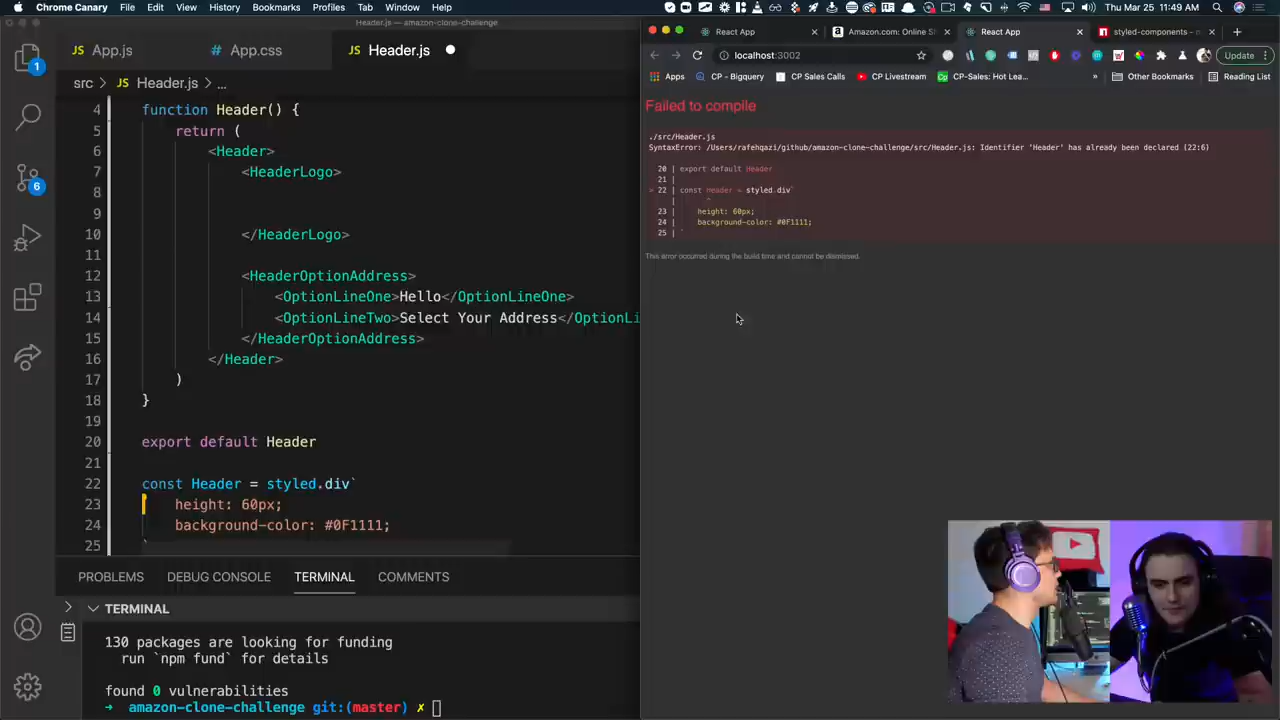 Chrome Canary File Edit View History Bookmarks Profiles Tab Window Help
Thu Mar 25 11:49 AM
Header.js — amazon-clone-challenge
App.js
# App.css
Header.js
src > Header.js > ...
4 function Header() {
5 return (
6 <Header>
7 <HeaderLogo>
8
9
10 </HeaderLogo>
11
12 <HeaderOptionAddress>
13 <OptionLineOne>Hello</OptionLineOne>
14 <OptionLineTwo>Select Your Address</OptionLi
15 </HeaderOptionAddress>
16 </Header>
17 )
18 }
19
20 export default Header
21
22 const Header = styled.div`
23 height: 60px;
24 background-color: #0F1111;
25 `
1
6
PROBLEMS DEBUG CONSOLE TERMINAL COMMENTS
TERMINAL
130 packages are looking for funding
run `npm fund` for details
found 0 vulnerabilities
➜ amazon-clone-challenge git:(master) ✗
React App
Amazon.com: Online Sh
React App
styled-components - n
localhost:3002
Update
Apps
CP - Bigquery
CP Sales Calls
CP Livestream
CP-Sales: Hot Lea...
»
Other Bookmarks
Reading List
Failed to compile
./src/Header.js
SyntaxError: /Users/rafehqazi/github/amazon-clone-challenge/src/Header.js: Identifier 'Header' has already been declared (22:6)
20 | export default Header
21 |
> 22 | const Header = styled.div`
| ^
23 | height: 60px;
24 | background-color: #0F1111;
25 | `
This error occurred during the build time and cannot be dismissed.